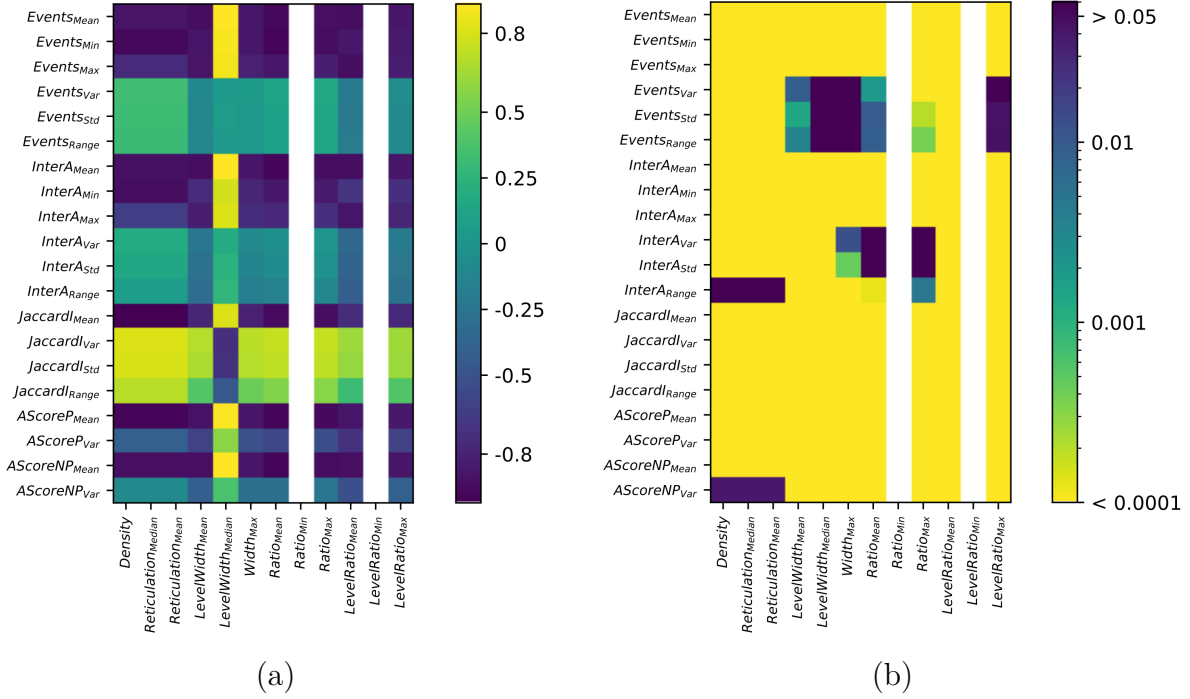 Events_Mean
Events_Min
Events_Max
Events_Var
Events_Std
Events_Range
InterA_Mean
InterA_Min
InterA_Max
InterA_Var
InterA_Std
InterA_Range
JaccardI_Mean
JaccardI_Var
JaccardI_Std
JaccardI_Range
AScoreP_Mean
AScoreP_Var
AScoreNP_Mean
AScoreNP_Var
Density
Reticulation_Median
Reticulation_Mean
LevelWidth_Mean
LevelWidth_Median
Width_Max
Ratio_Mean
Ratio_Min
Ratio_Max
LevelRatio_Mean
LevelRatio_Min
LevelRatio_Max
0.8
0.5
0.25
0
-0.25
-0.5
-0.8
(a)
Events_Mean
Events_Min
Events_Max
Events_Var
Events_Std
Events_Range
InterA_Mean
InterA_Min
InterA_Max
InterA_Var
InterA_Std
InterA_Range
JaccardI_Mean
JaccardI_Var
JaccardI_Std
JaccardI_Range
AScoreP_Mean
AScoreP_Var
AScoreNP_Mean
AScoreNP_Var
Density
Reticulation_Median
Reticulation_Mean
LevelWidth_Mean
LevelWidth_Median
Width_Max
Ratio_Mean
Ratio_Min
Ratio_Max
LevelRatio_Mean
LevelRatio_Min
LevelRatio_Max
> 0.05
0.01
0.001
< 0.0001
(b)